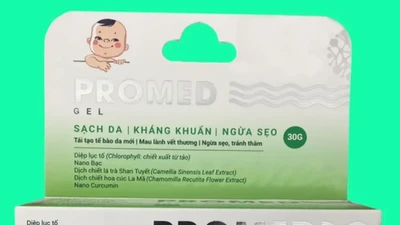 PROMED
GEL
SẠCH DA | KHÁNG KHUẨN | NGỪA SẸO
30G
Tái tạo tế bào da mới | Mau lành vết thương | Ngừa sẹo, tránh thâm
Diệp lục tố (Chlorophyll: chiết xuất từ tảo)
Nano Bạc
Dịch chiết lá trà Shan Tuyết (Camellia Sinensis Leaf Extract)
Dịch chiết hoa cúc La Mã (Chamomilla Recutita Flower Extract)
Nano Curcumin
Diệp lục tố